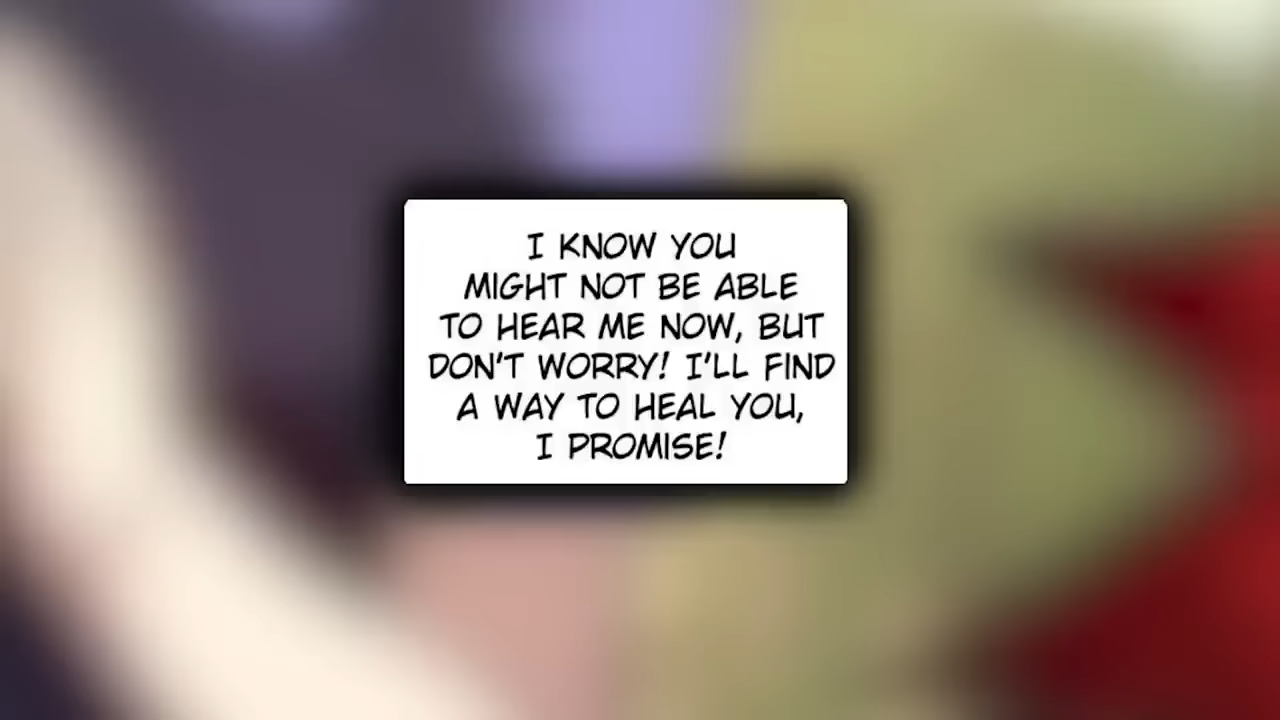 I KNOW YOU
MIGHT NOT BE ABLE
TO HEAR ME NOW, BUT
DON'T WORRY! I'LL FIND
A WAY TO HEAL YOU,
I PROMISE!